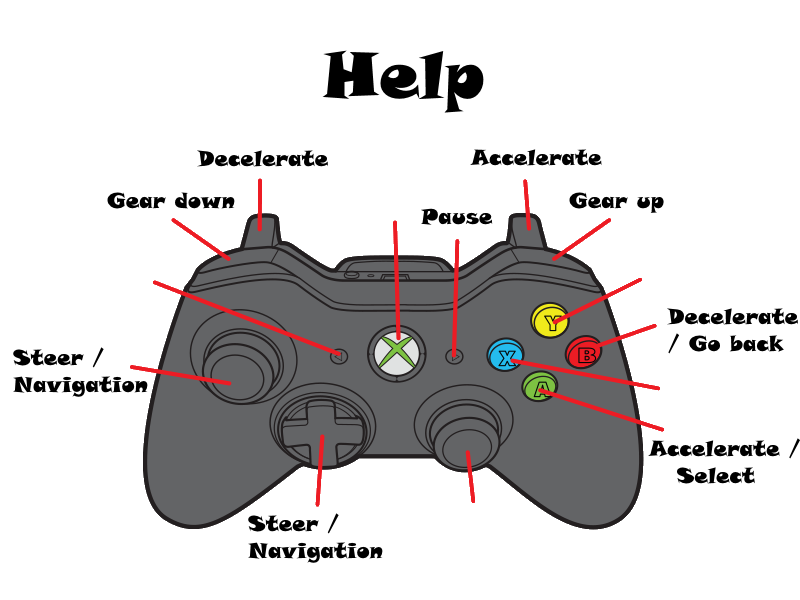 Help
Decelerate
Accelerate
Gear down
Gear up
Pause
Y
Decelerate
/ Go back
B
X
Steer /
Navigation
A
Accelerate /
Select
Steer /
Navigation